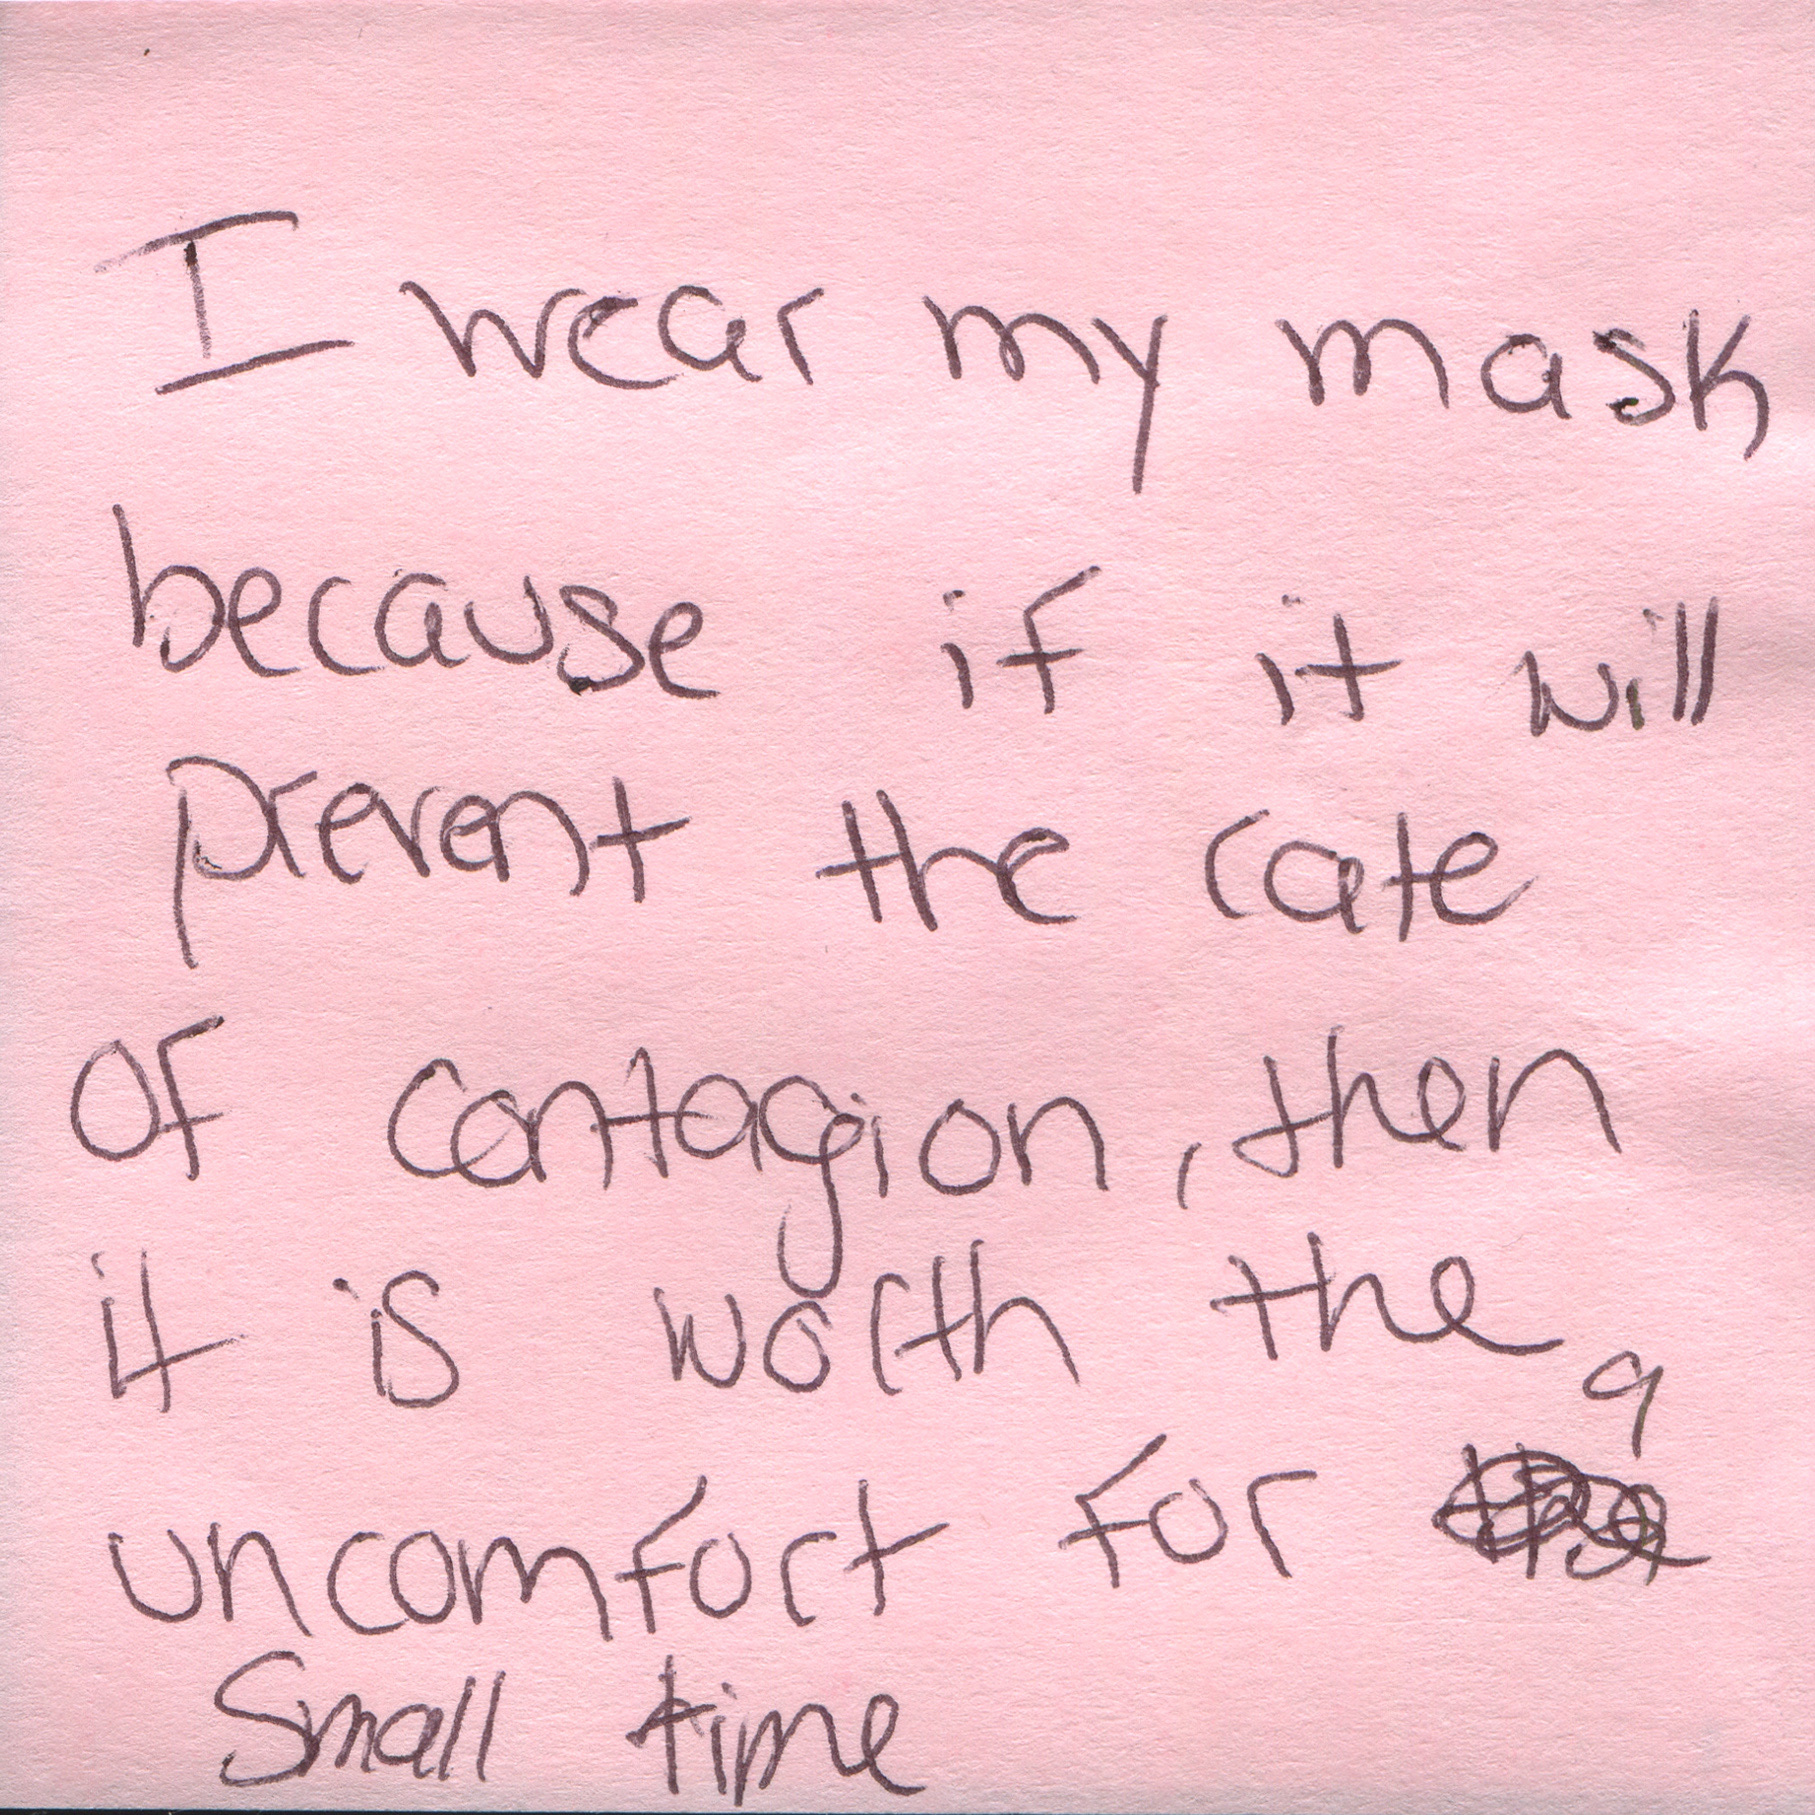 I wear my mask
because if it will
prevent the rate
of contagion, then
it is worth the
uncomfort for a
small time